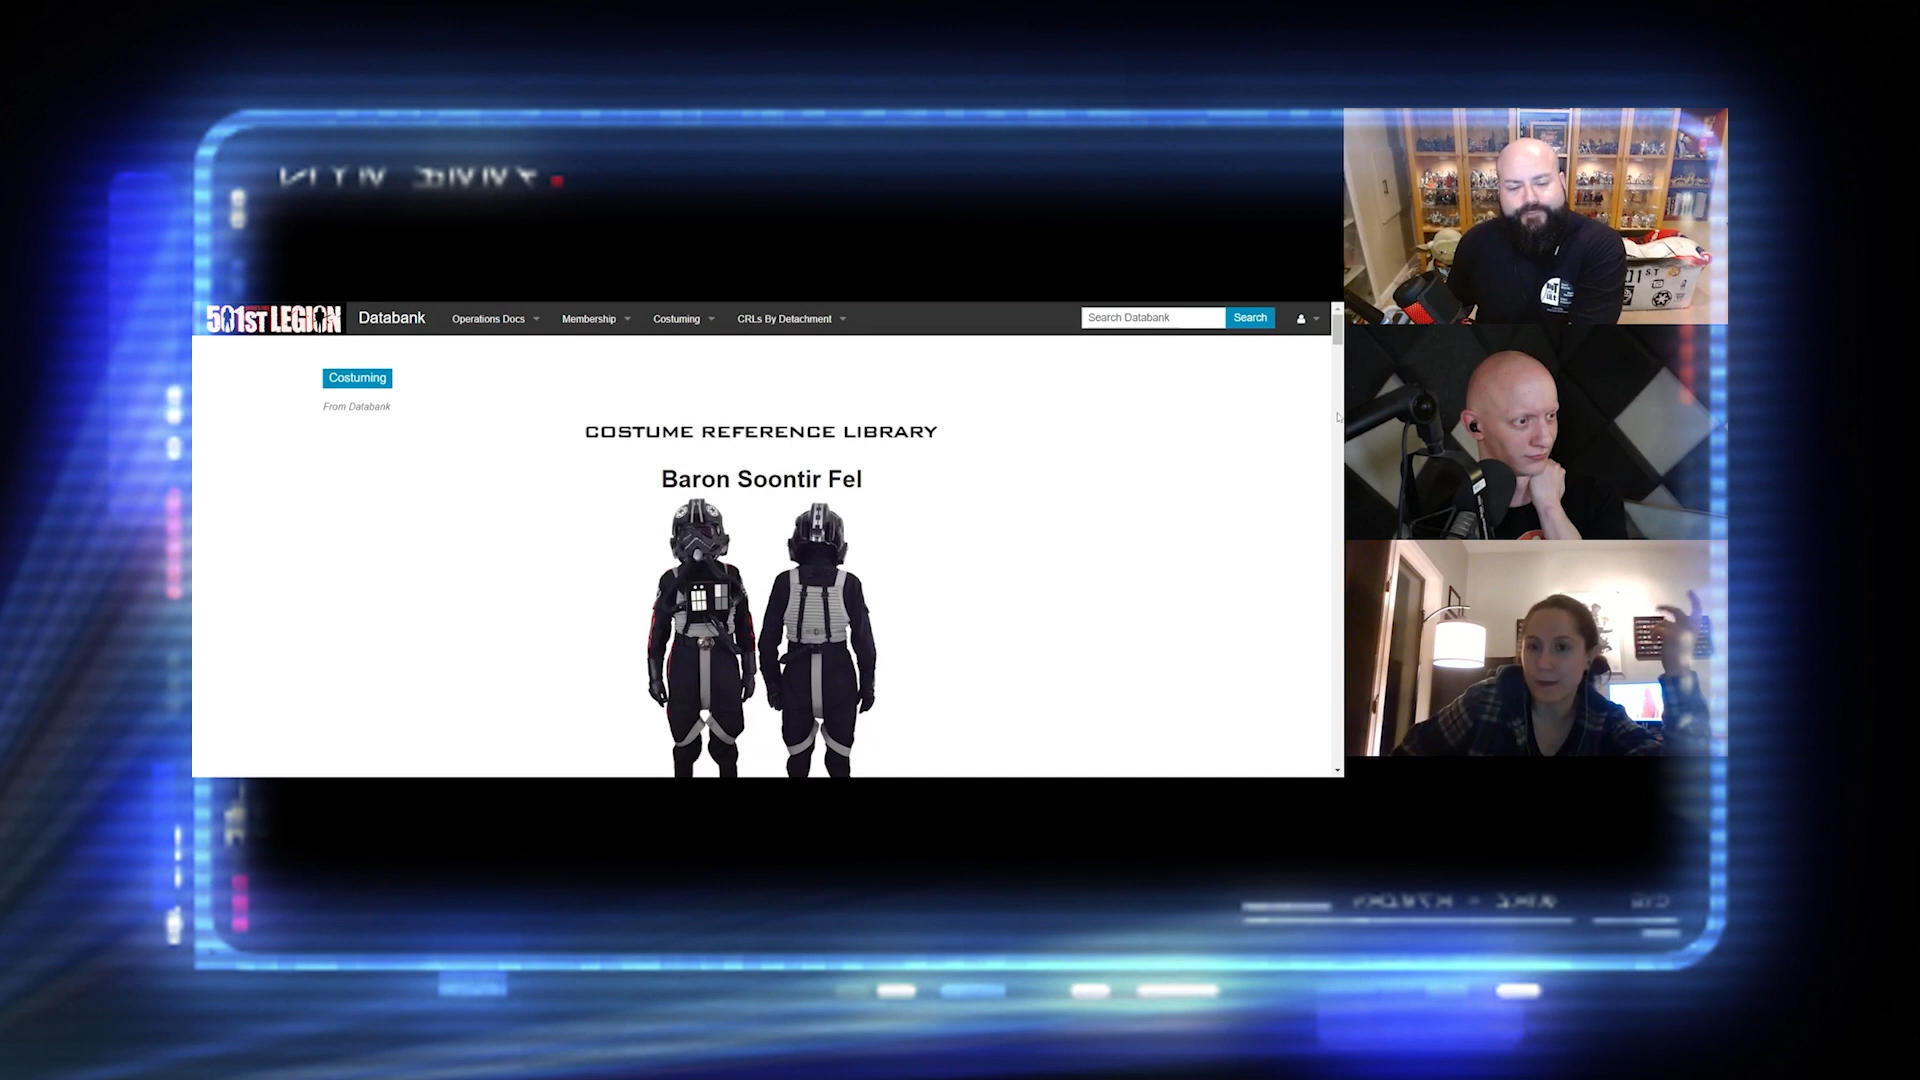 501ST LEGION
Databank
Operations Docs
Membership
Costuming
CRLs By Detachment
Search Databank
Search
Costuming
From Databank
COSTUME REFERENCE LIBRARY
Baron Soontir Fel